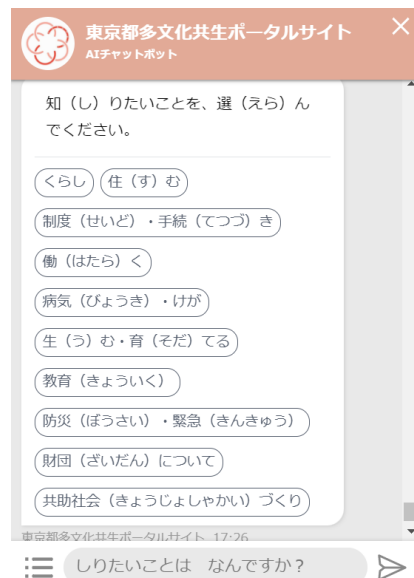 東京都多文化共生ポータルサイト
AIチャットボット
知（し）りたいことを、選（えら）ん
でください。
くらし 住（す）む
制度（せいど）・手続（てつづ）き
働（はたら）く
病気（びょうき）・けが
生（う）む・育（そだ）てる
教育（きょういく）
防災（ぼうさい）・緊急（きんきゅう）
財団（ざいだん）について
共助社会（きょうじょしゃかい）づくり
東京都多文化共生ポータルサイト 17:26
しりたいことは　なんですか？